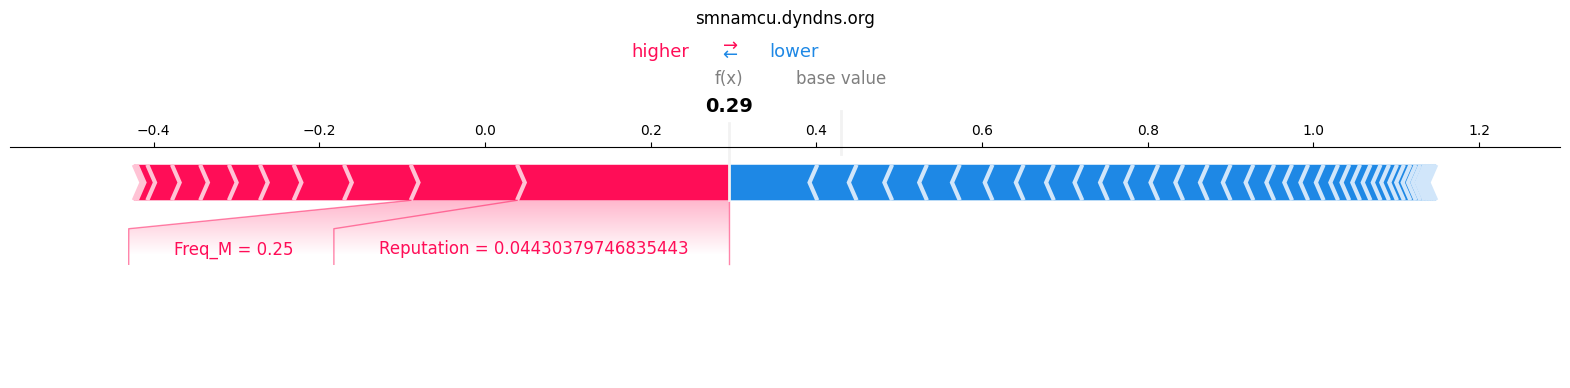 smnamcu.dyndns.org
higher → ← lower
f(x) base value
0.29
−0.4 −0.2 0.0 0.2 0.4 0.6 0.8 1.0 1.2
Freq_M = 0.25 Reputation = 0.04430379746835443